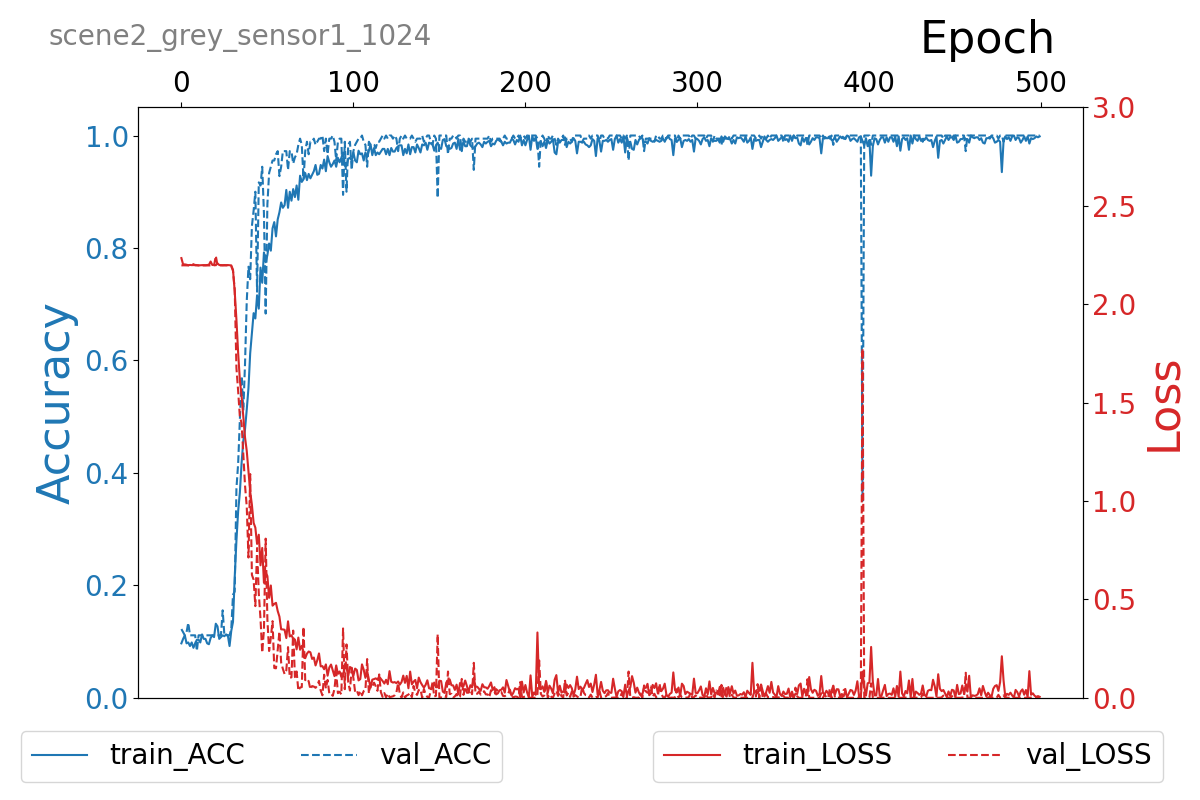 scene2_grey_sensor1_1024
Epoch
0 100 200 300 400 500
1.0
0.8
0.6
0.4
0.2
0.0
Accuracy
3.0
2.5
2.0
1.5
1.0
0.5
0.0
Loss
train_ACC val_ACC
train_LOSS val_LOSS